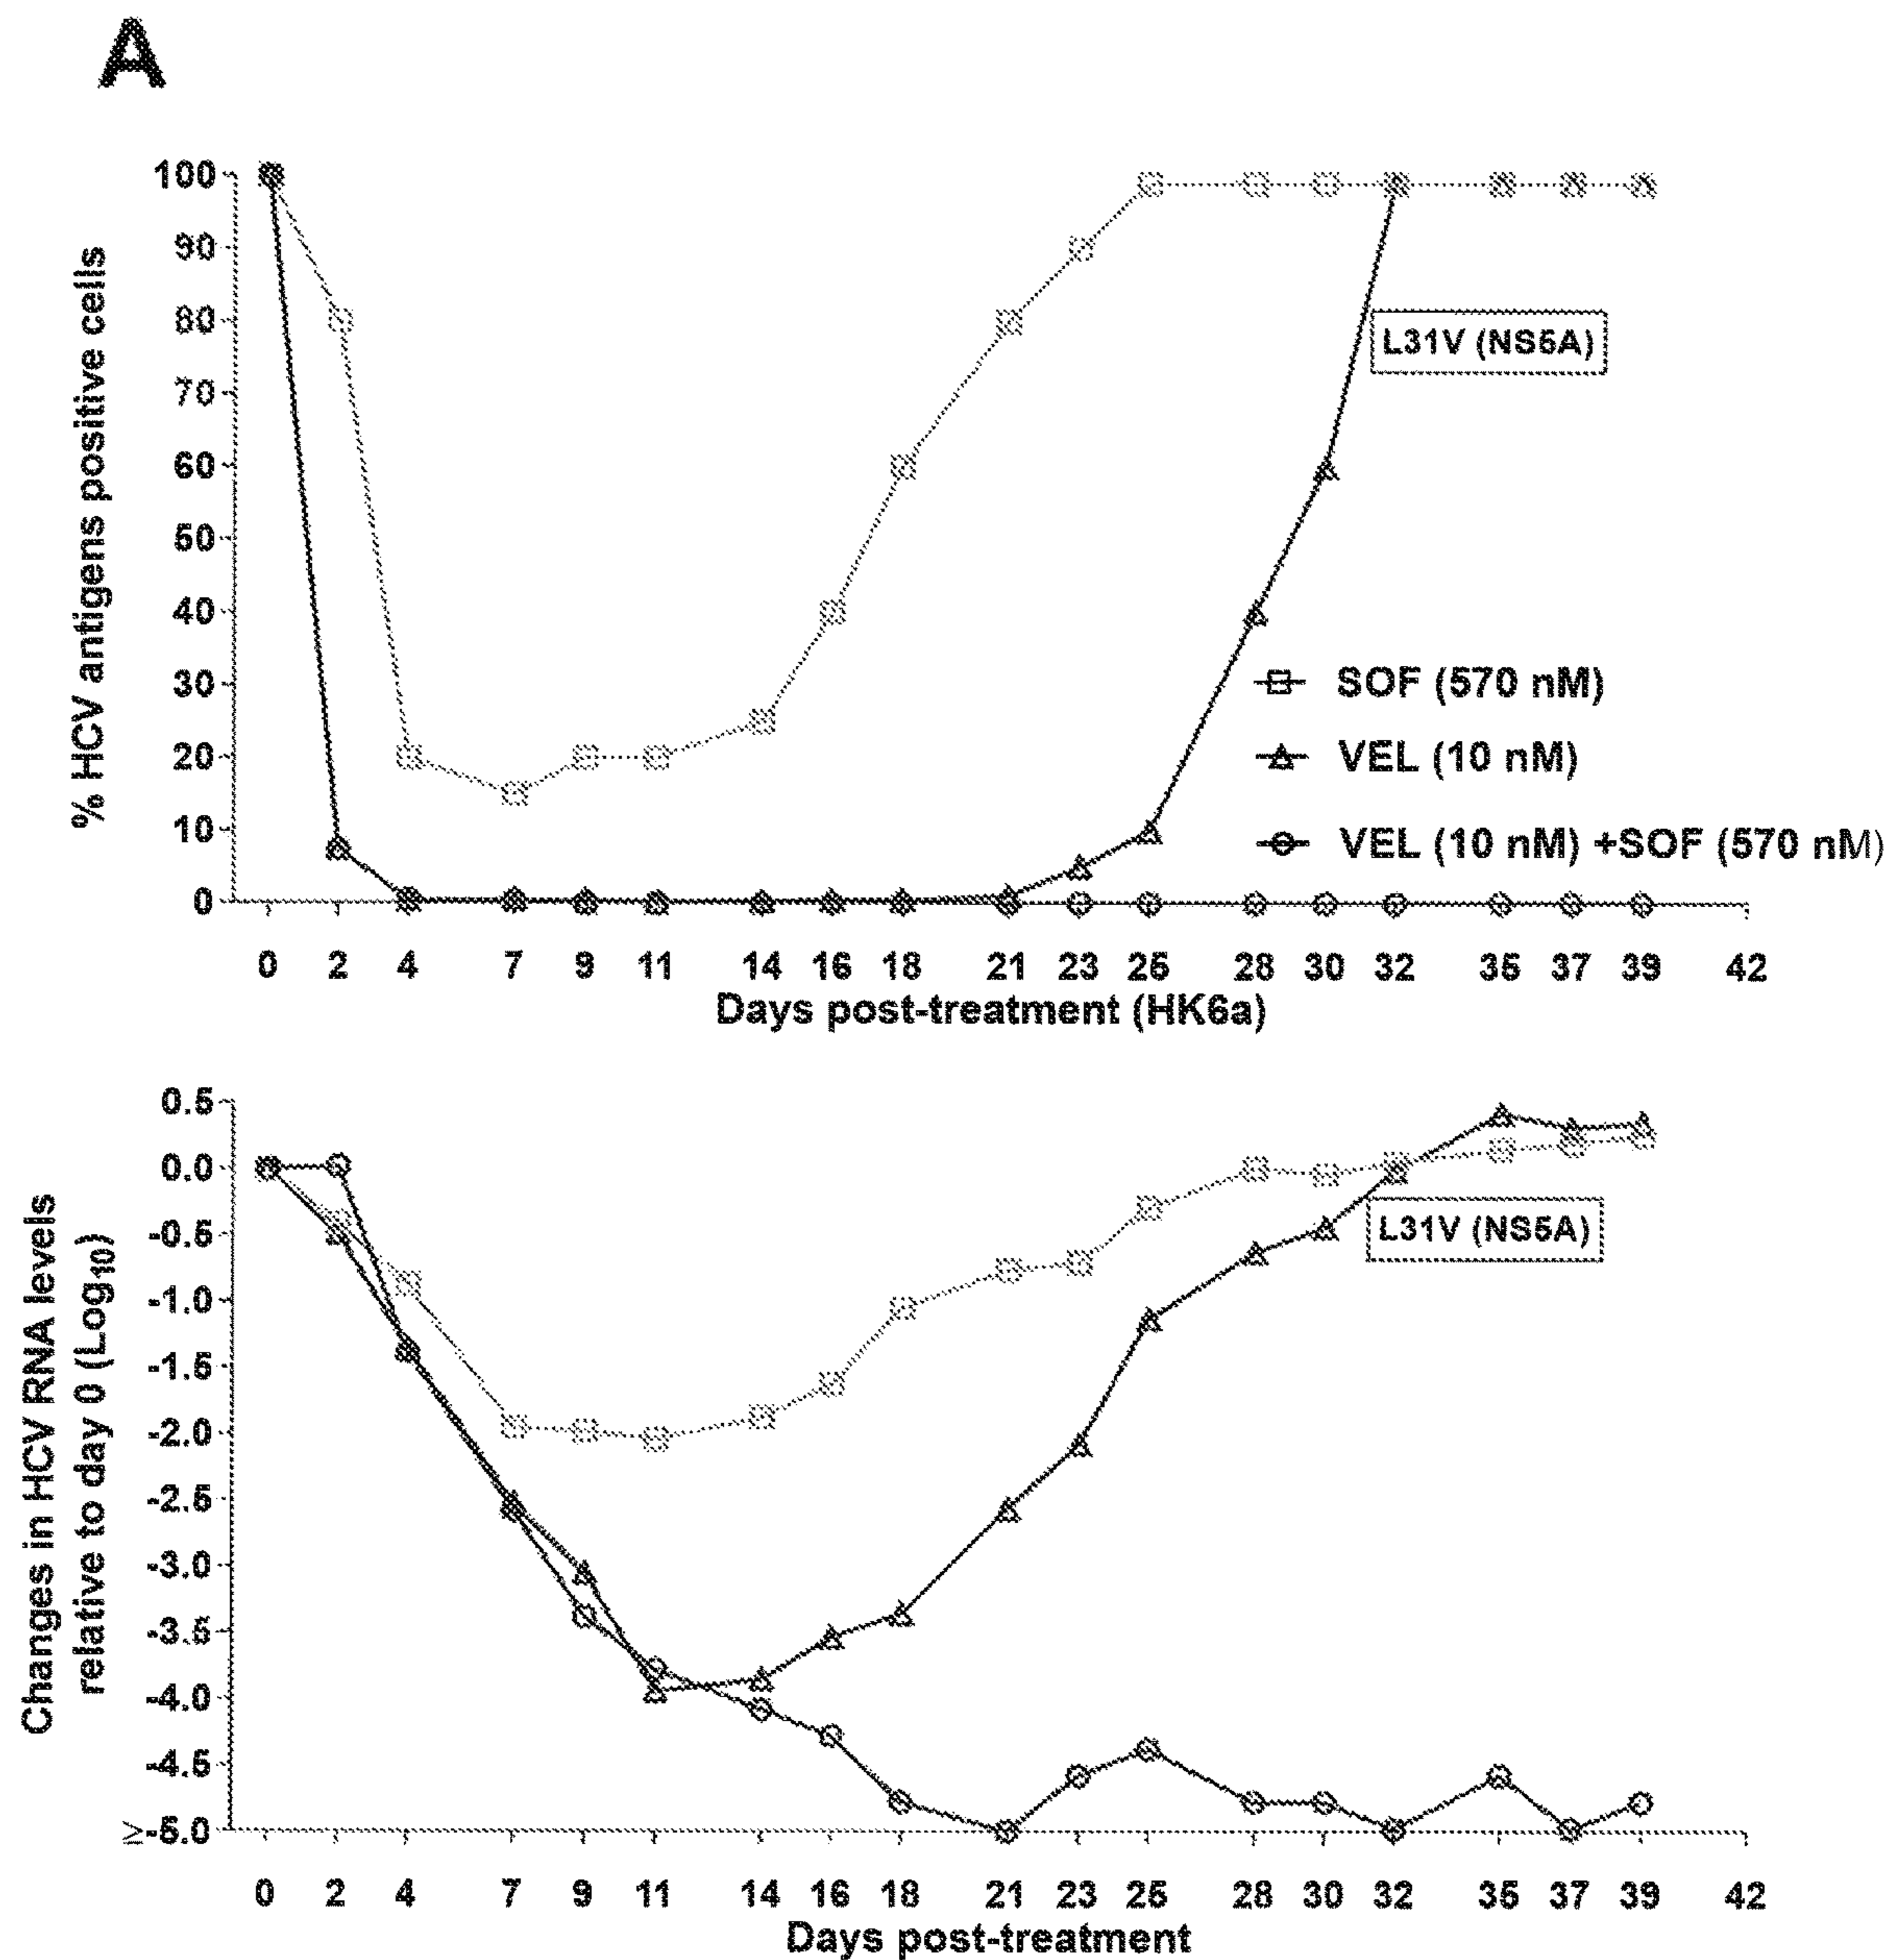 A
100
90
80
70
60
50
40
30
20
10
0
% HCV antigens positive cells
L31V (NS5A)
SOF (570 nM)
VEL (10 nM)
VEL (10 nM) +SOF (570 nM)
0 2 4 7 9 11 14 16 18 21 23 25 28 30 32 35 37 39 42
Days post-treatment (HK6a)
0.5
0.0
-0.5
-1.0
-1.5
-2.0
-2.5
-3.0
-3.5
-4.0
-4.5
≥-5.0
Changes in HCV RNA levels
relative to day 0 (Log10)
L31V (NS5A)
0 2 4 7 9 11 14 16 18 21 23 25 28 30 32 35 37 39 42
Days post-treatment